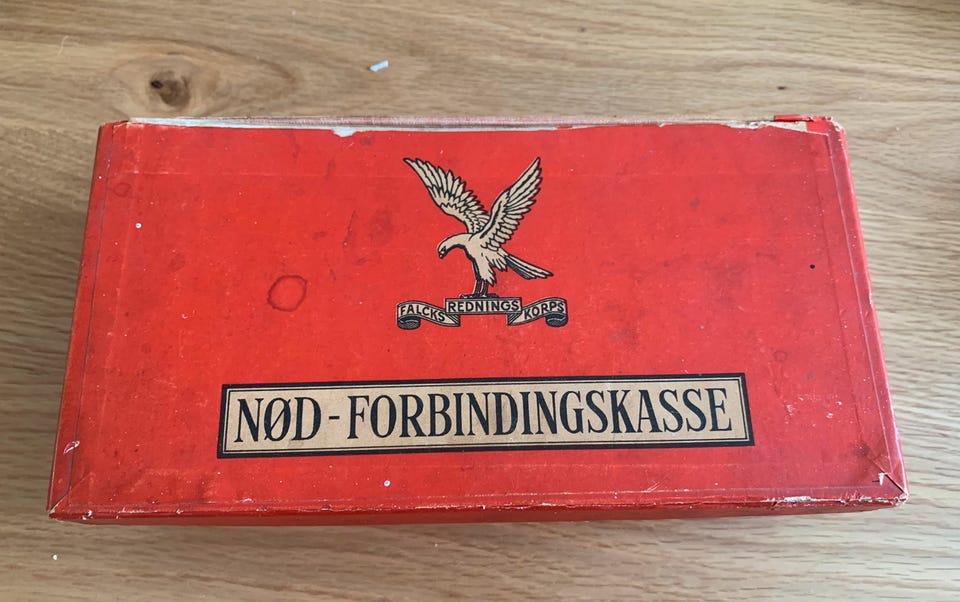 FALCKS REDNINGS KORPS
NØD-FORBINDINGSKASSE